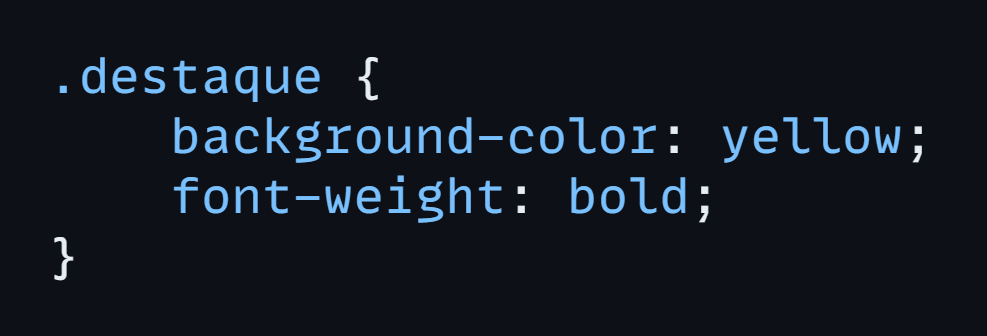 .destaque {
    background-color: yellow;
    font-weight: bold;
}